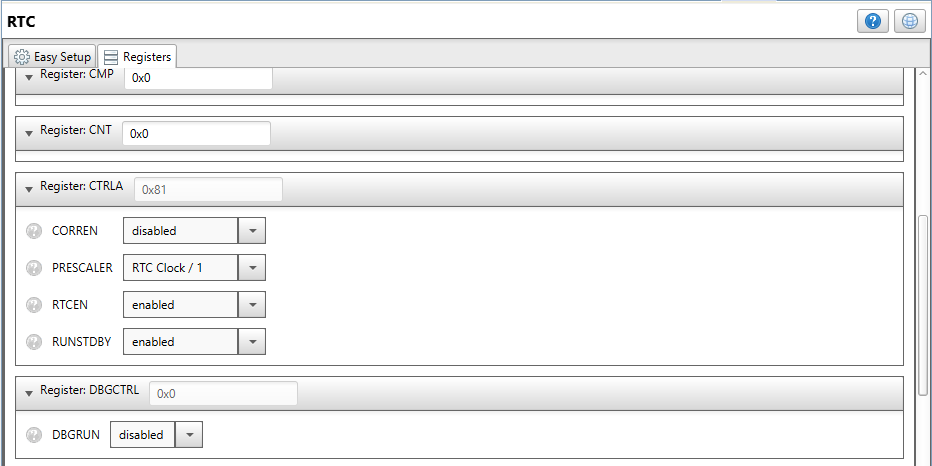 RTC
Easy Setup Registers
Register: CMP 0x0
Register: CNT 0x0
Register: CTRLA 0x81
CORREN disabled
PRESCALER RTC Clock / 1
RTCEN enabled
RUNSTDBY enabled
Register: DBGCTRL 0x0
DBGRUN disabled